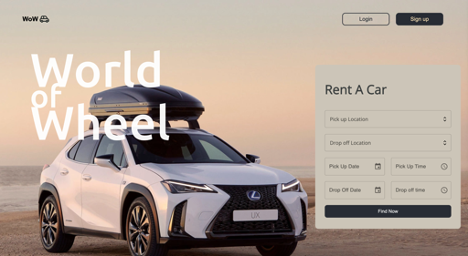 WoW
Login
Sign up
World
of
Wheel
Rent A Car
Pick up Location
Drop off Location
Pick Up Date
Pick Up Time
Drop Off Date
Drop off time
Find Now
UX